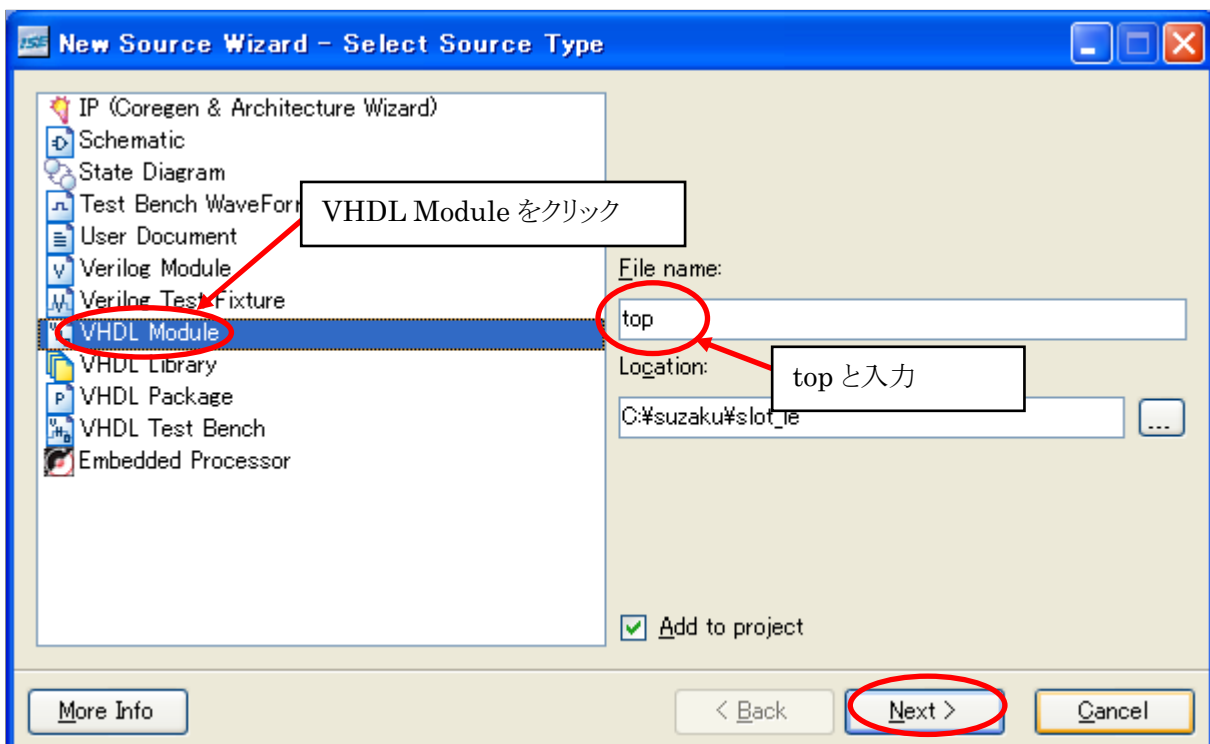 ISE New Source Wizard - Select Source Type
IP (Coregen & Architecture Wizard)
Schematic
State Diagram
Test Bench WaveForm
User Document
Verilog Module
Verilog Test Fixture
VHDL Module
VHDL Library
VHDL Package
VHDL Test Bench
Embedded Processor
VHDL Module をクリック
File name:
top
Location:
top と入力
C:¥suzaku¥slot_ie
...
Add to project
More Info
< Back
Next >
Cancel